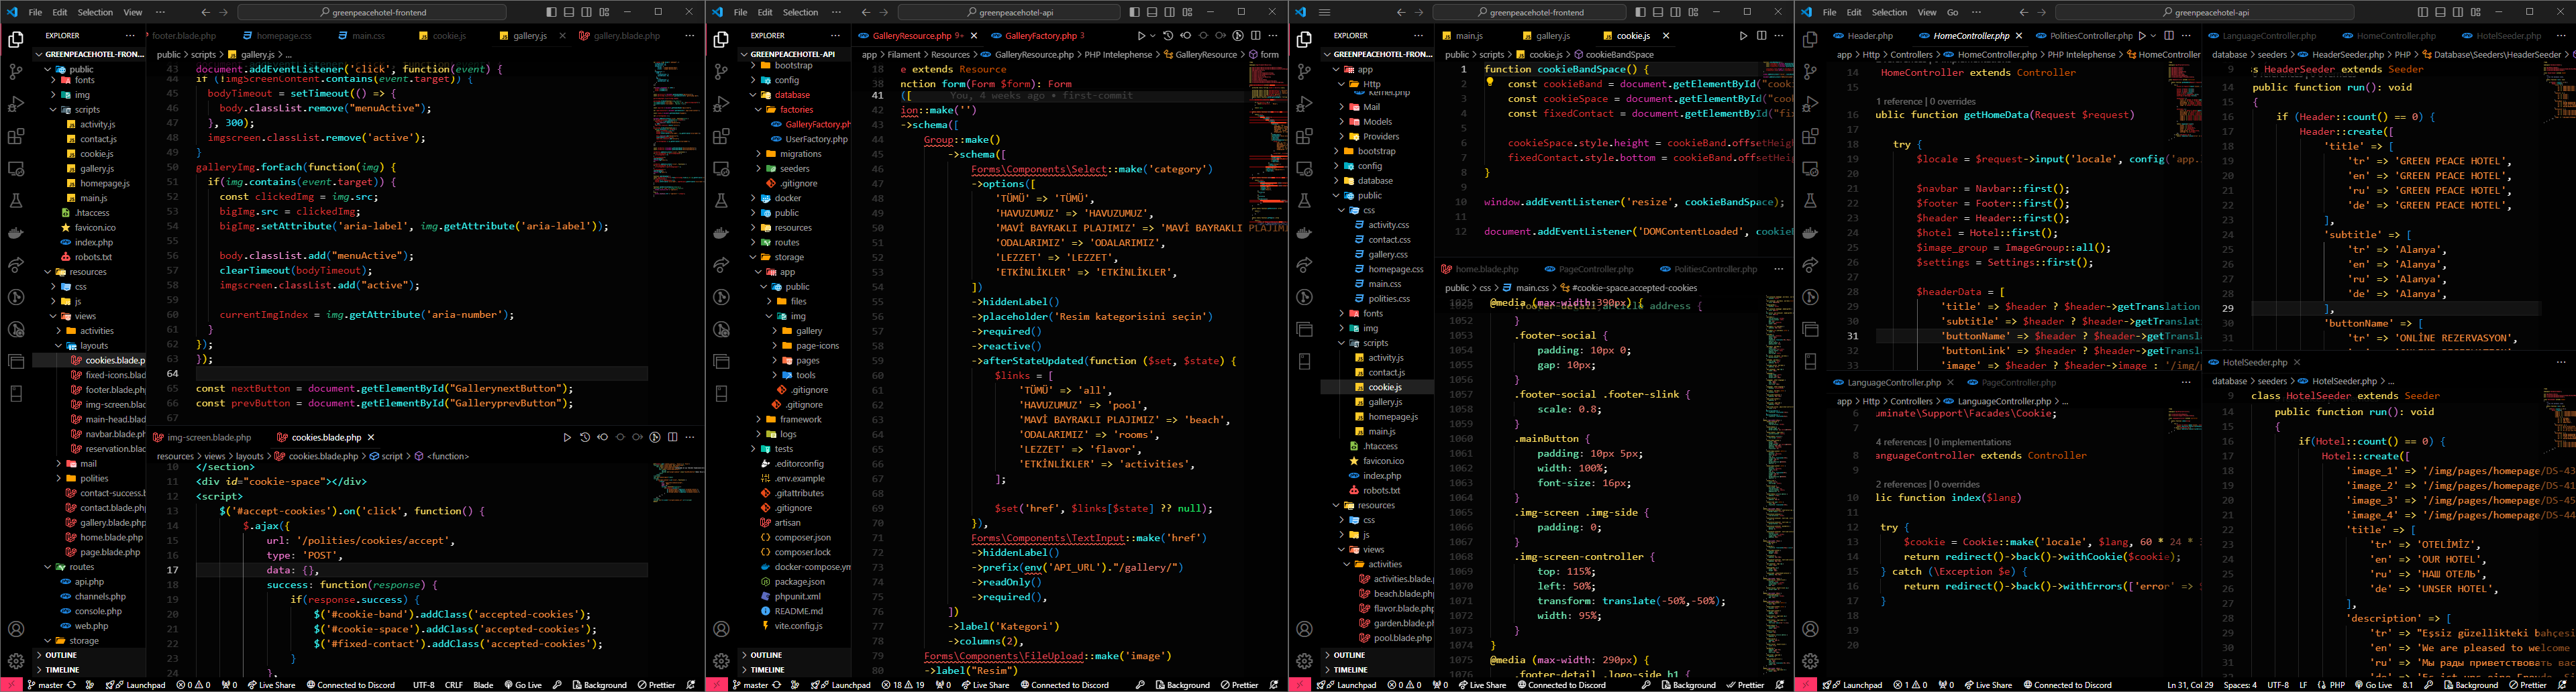 File Edit Selection View ···
greenpeacehotel-frontend
EXPLORER
GREENPEACEHOTEL-FRON...
public
fonts
img
scripts
activity.js
contact.js
cookie.js
gallery.js
homepage.js
main.js
.htaccess
favicon.ico
index.php
robots.txt
resources
css
js
views
activities
layouts
cookies.blade.p
fixed-icons.blad
footer.blade.ph
img-screen.blad
main-head.blad
navbar.blade.ph
reservation.blad
mail
polities
contact-success.b
contact.blade.php
gallery.blade.php
home.blade.php
page.blade.php
routes
api.php
channels.php
console.php
web.php
storage
OUTLINE
TIMELINE
footer.blade.php homepage.css main.css cookie.js gallery.js gallery.blade.php
public > scripts > gallery.js > ...
43 document.addEventListener('click', function(event) {
44 if (!imgScreenContent.contains(event.target)) {
45 bodyTimeout = setTimeout(() => {
46 body.classList.remove("menuActive");
47 }, 300);
48 imgscreen.classList.remove('active');
49 }
50 galleryImg.forEach(function(img) {
51 if(img.contains(event.target)) {
52 const clickedImg = img.src;
53 bigImg.src = clickedImg;
54 bigImg.setAttribute('aria-label', img.getAttribute('aria-label'));
55
56 body.classList.add("menuActive");
57 clearTimeout(bodyTimeout);
58 imgscreen.classList.add("active");
59
60 currentImgIndex = img.getAttribute('aria-number');
61 }
62 });
63 });
64
65 const nextButton = document.getElementById("GallerynextButton");
66 const prevButton = document.getElementById("GalleryprevButton");
67
img-screen.blade.php cookies.blade.php
resources > views > layouts > cookies.blade.php > script > <function>
10 </section>
11 <div id="cookie-space"></div>
12 <script>
13 $('#accept-cookies').on('click', function() {
14 $.ajax({
15 url: '/polities/cookies/accept',
16 type: 'POST',
17 data: {},
18 success: function(response) {
19 if(response.success) {
20 $('#cookie-band').addClass('accepted-cookies');
21 $('#cookie-space').addClass('accepted-cookies');
22 $('#fixed-contact').addClass('accepted-cookies');
23 }
24 },
master Launchpad 0 0 0 Live Share Connected to Discord UTF-8 CRLF Blade Go Live Background Prettier
File Edit Selection ···
greenpeacehotel-api
EXPLORER
GREENPEACEHOTEL-API
bootstrap
config
database
factories
GalleryFactory.ph
UserFactory.php
migrations
seeders
.gitignore
docker
public
resources
routes
storage
app
public
files
img
gallery
page-icons
pages
tools
.gitignore
.gitignore
framework
logs
tests
.editorconfig
.env.example
.gitattributes
.gitignore
artisan
composer.json
composer.lock
docker-compose.ym
package.json
phpunit.xml
README.md
vite.config.js
OUTLINE
TIMELINE
GalleryResource.php 9+ GalleryFactory.php 3
app > Filament > Resources > GalleryResource.php > PHP Intelephense > GalleryResource > form
18 e extends Resource
40 nction form(Form $form): Form
41 ([ You, 4 weeks ago • first-commit
42 ion::make('')
43 ->schema([
44 Group::make()
45 ->schema([
46 Forms\Components\Select::make('category')
47 ->options([
48 'TÜMÜ' => 'TÜMÜ',
49 'HAVUZUMUZ' => 'HAVUZUMUZ',
50 'MAVİ BAYRAKLI PLAJIMIZ' => 'MAVİ BAYRAKLI PLAJIMIZ
51 'ODALARIMIZ' => 'ODALARIMIZ',
52 'LEZZET' => 'LEZZET',
53 'ETKİNLİKLER' => 'ETKİNLİKLER',
54 ])
55 ->hiddenLabel()
56 ->placeholder('Resim kategorisini seçin')
57 ->required()
58 ->reactive()
59 ->afterStateUpdated(function ($set, $state) {
60 $links = [
61 'TÜMÜ' => 'all',
62 'HAVUZUMUZ' => 'pool',
63 'MAVİ BAYRAKLI PLAJIMIZ' => 'beach',
64 'ODALARIMIZ' => 'rooms',
65 'LEZZET' => 'flavor',
66 'ETKİNLİKLER' => 'activities',
67 ];
68
69 $set('href', $links[$state] ?? null);
70 }),
71 Forms\Components\TextInput::make('href')
72 ->hiddenLabel()
73 ->prefix(env('API_URL')."/gallery/")
74 ->readOnly()
75 ->required(),
76 ])
77 ->label('Kategori')
78 ->columns(2),
79 Forms\Components\FileUpload::make('image')
80 ->label("Resim")
master Launchpad 18 19 0 Live Share Connected to Discord Background Prettier
greenpeacehotel-frontend
EXPLORER
GREENPEACEHOTEL-FRON...
app
Http
Kernel.php
Mail
Models
Providers
bootstrap
config
database
public
css
activity.css
contact.css
gallery.css
homepage.css
main.css
polities.css
fonts
img
scripts
activity.js
contact.js
cookie.js
gallery.js
homepage.js
main.js
.htaccess
favicon.ico
index.php
robots.txt
resources
css
js
views
activities
activities.blade.p
beach.blade.php
flavor.blade.php
garden.blade.php
pool.blade.php
OUTLINE
TIMELINE
main.js gallery.js cookie.js
public > scripts > cookie.js > cookieBandSpace
1 function cookieBandSpace() {
2 const cookieBand = document.getElementById("cook
3 const cookieSpace = document.getElementById("coo
4 const fixedContact = document.getElementById("fi
5
6 cookieSpace.style.height = cookieBand.offsetHeigh
7 fixedContact.style.bottom = cookieBand.offsetHei
8 }
9
10 window.addEventListener('resize', cookieBandSpace);
11
12 document.addEventListener('DOMContentLoaded', cookieB
home.blade.php PageController.php PolitiesController.php
public > css > main.css > #cookie-space.accepted-cookies
1025 @media (max-width:390px) {
1052 }
1053 .footer-social {
1054 padding: 10px 0;
1055 gap: 10px;
1056 }
1057 .footer-social .footer-slink {
1058 scale: 0.8;
1059 }
1060 .mainButton {
1061 padding: 10px 5px;
1062 width: 100%;
1063 font-size: 16px;
1064 }
1065 .img-screen .img-side {
1066 padding: 0;
1067 }
1068 .img-screen-controller {
1069 top: 115%;
1070 left: 50%;
1071 transform: translate(-50%,-50%);
1072 width: 95%;
1073 }
1074 }
1075 @media (max-width: 290px) {
1076 .footer-detail .logo-side h1 {
Launchpad 0 0 0 Live Share Connected to Discord Background Prettier
File Edit Selection View Go ···
greenpeacehotel-api
Header.php HomeController.php PolitiesController.php
app > Http > Controllers > HomeController.php > PHP Intelephense > HomeController
14 HomeController extends Controller
1 reference | 0 overrides
ublic function getHomeData(Request $request)
try {
$locale = $request->input('locale', config('app.
$navbar = Navbar::first();
$footer = Footer::first();
$header = Header::first();
$hotel = Hotel::first();
$image_group = ImageGroup::all();
$settings = Settings::first();
$headerData = [
'title' => $header ? $header->getTranslation
'subtitle' => $header ? $header->getTranslat
'buttonName' => $header ? $header->getTransl
'buttonLink' => $header ? $header->getTransl
'image' => $header ? $header->image : '/img/p
LanguageController.php PageController.php
app > Http > Controllers > LanguageController.php > ...
6 uminate\Support\Facades\Cookie;
4 references | 0 implementations
anguageController extends Controller
2 references | 0 overrides
lic function index($lang)
try {
$cookie = Cookie::make('locale', $lang, 60 * 24 *
return redirect()->back()->withCookie($cookie);
} catch (\Exception $e) {
return redirect()->back()->withErrors(['error' => $
}
LanguageController.php HomeController.php HotelSeeder.php
database > seeders > HeaderSeeder.php > PHP > Database\Seeders\HeaderSeeder
9 ss HeaderSeeder extends Seeder
14 public function run(): void
15 {
16 if (Header::count() == 0) {
17 Header::create([
18 'title' => [
19 'tr' => 'GREEN PEACE HOTEL',
20 'en' => 'GREEN PEACE HOTEL',
21 'ru' => 'GREEN PEACE HOTEL',
22 'de' => 'GREEN PEACE HOTEL',
23 ],
24 'subtitle' => [
25 'tr' => 'Alanya',
26 'en' => 'Alanya',
27 'ru' => 'Alanya',
28 'de' => 'Alanya',
29 ],
30 'buttonName' => [
31 'tr' => 'ONLİNE REZERVASYON',
HotelSeeder.php
database > seeders > HotelSeeder.php > ...
9 class HotelSeeder extends Seeder
14 public function run(): void
15 {
16 if(Hotel::count() == 0) {
17 Hotel::create([
18 'image_1' => '/img/pages/homepage/DS-43
19 'image_2' => '/img/pages/homepage/DS-41
20 'image_3' => '/img/pages/homepage/DS-45
21 'image_4' => '/img/pages/homepage/DS-44
22 'title' => [
23 'tr' => 'OTELİMİZ',
24 'en' => 'OUR HOTEL',
25 'ru' => 'НАШ ОТЕЛЬ',
26 'de' => 'UNSER HOTEL',
27 ],
28 'description' => [
29 'tr' => "Eşsiz güzellikteki bahçesi
30 'en' => 'We are pleased to welcome
31 'ru' => 'Мы рады приветствовать вас
Launchpad 1 0 0 Live Share Ln 31, Col 29 Spaces: 4 UTF-8 LF PHP Go Live 8.1 Background Prettier